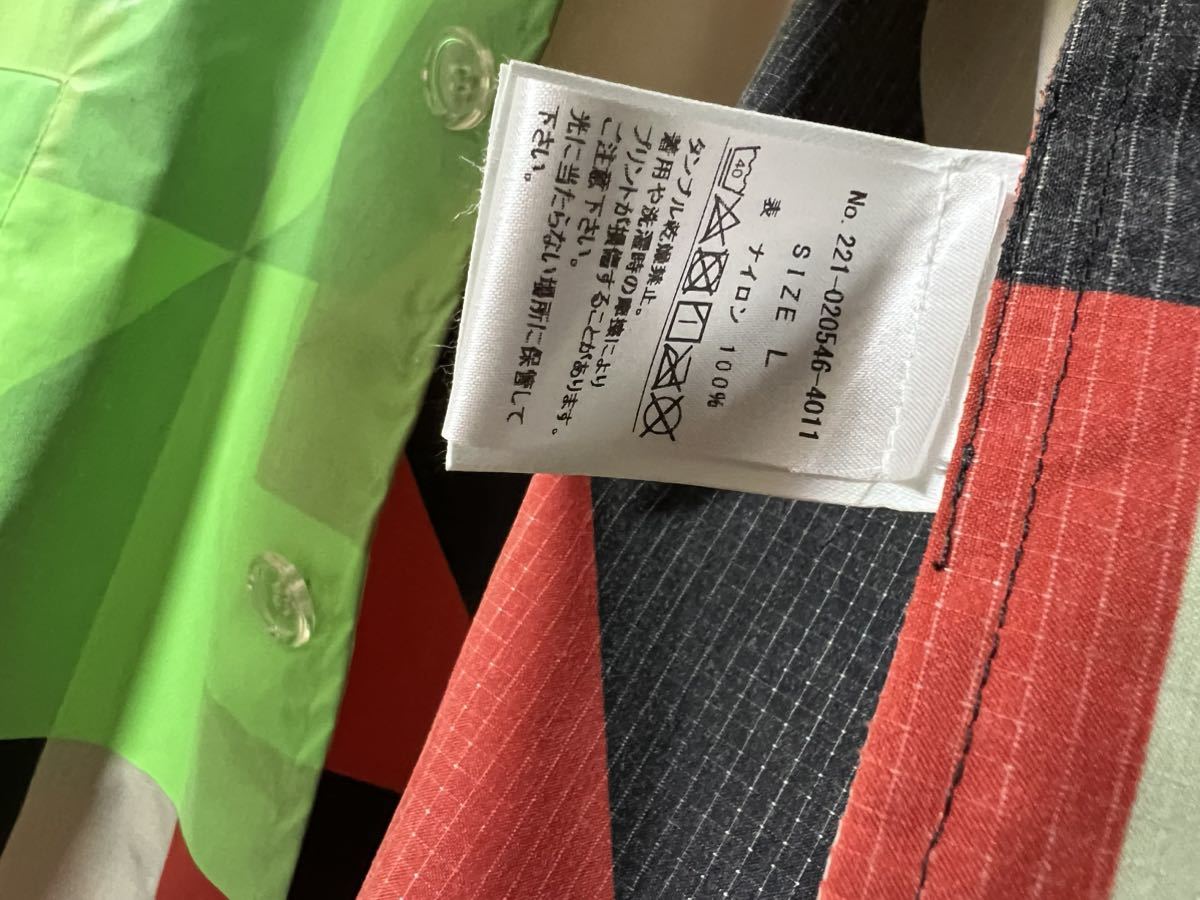 No. 221-020546-4011
SIZE L
表 ナイロン 100%
40
タンブル乾燥禁止。
着用や洗濯時の摩擦により
プリントが損傷することがあります。
ご注意下さい。
光に当たらない場所に保管して
下さい。